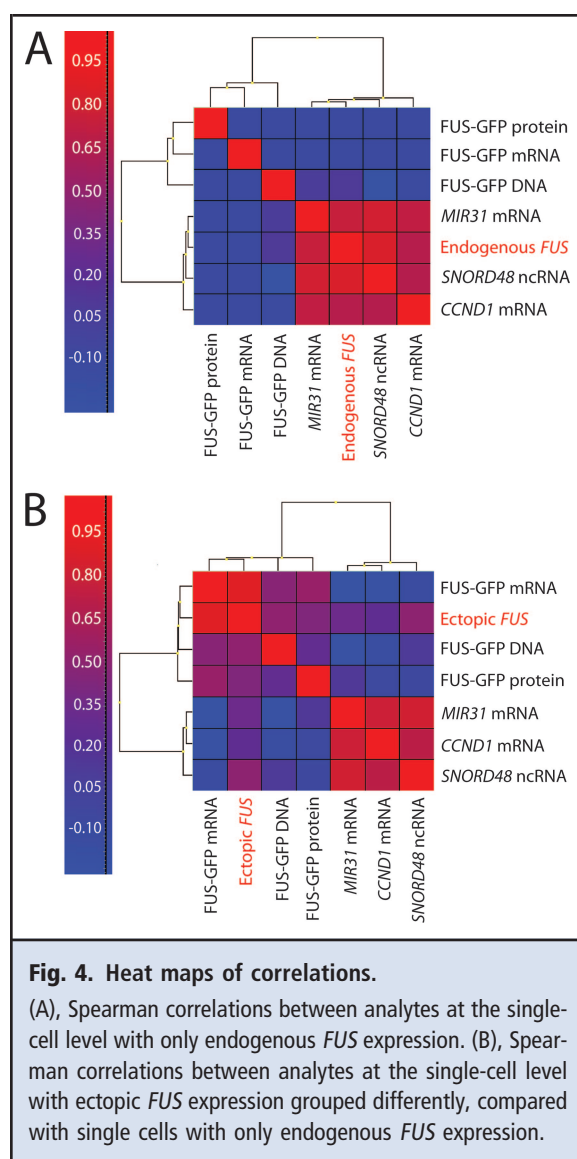 A
0.95
0.80
0.65
0.50
0.35
0.20
0.05
-0.10
FUS-GFP protein
FUS-GFP mRNA
FUS-GFP DNA
MIR31 mRNA
Endogenous FUS
SNORD48 ncRNA
CCND1 mRNA
FUS-GFP protein
FUS-GFP mRNA
FUS-GFP DNA
MIR31 mRNA
Endogenous FUS
SNORD48 ncRNA
CCND1 mRNA
B
0.95
0.80
0.65
0.50
0.35
0.20
0.05
-0.10
FUS-GFP mRNA
Ectopic FUS
FUS-GFP DNA
FUS-GFP protein
MIR31 mRNA
CCND1 mRNA
SNORD48 ncRNA
FUS-GFP mRNA
Ectopic FUS
FUS-GFP DNA
FUS-GFP protein
MIR31 mRNA
CCND1 mRNA
SNORD48 ncRNA
Fig. 4. Heat maps of correlations.
(A), Spearman correlations between analytes at the single-
cell level with only endogenous FUS expression. (B), Spear-
man correlations between analytes at the single-cell level
with ectopic FUS expression grouped differently, compared
with single cells with only endogenous FUS expression.